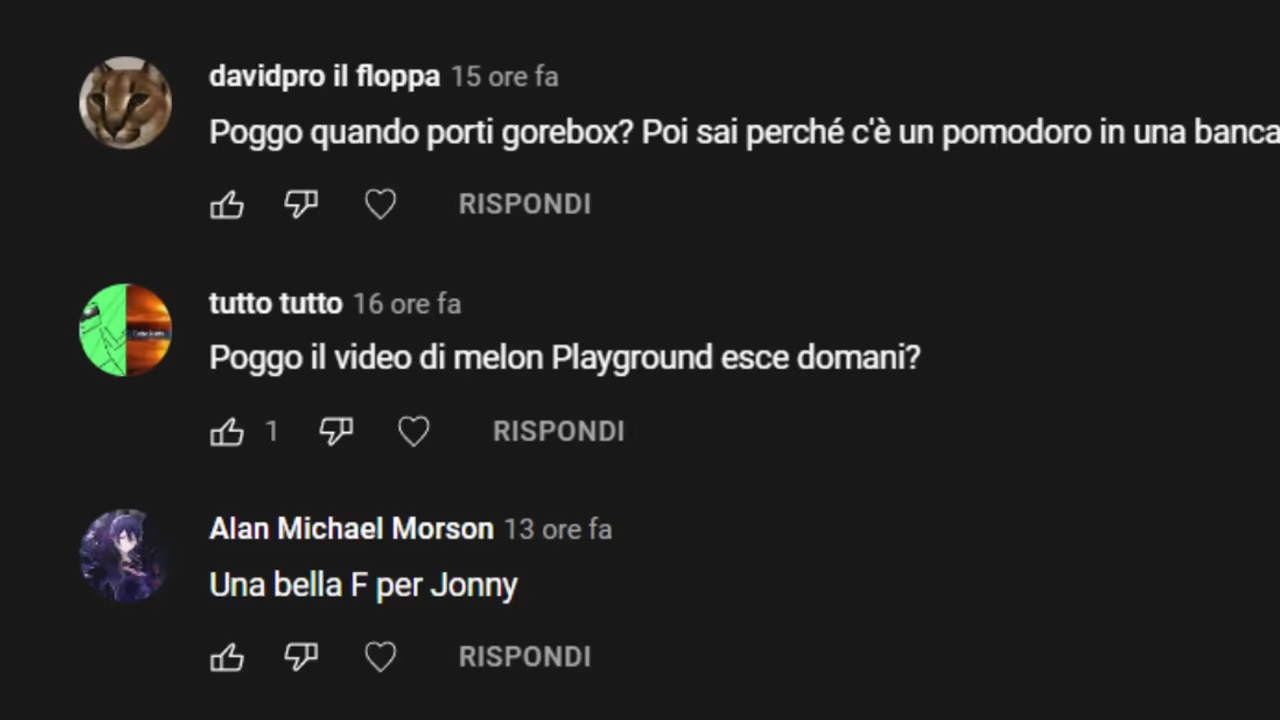 davidpro il floppa 15 ore fa
Poggo quando porti gorebox? Poi sai perché c'è un pomodoro in una banca
RISPONDI
tutto tutto 16 ore fa
Poggo il video di melon Playground esce domani?
1 RISPONDI
Alan Michael Morson 13 ore fa
Una bella F per Jonny
RISPONDI